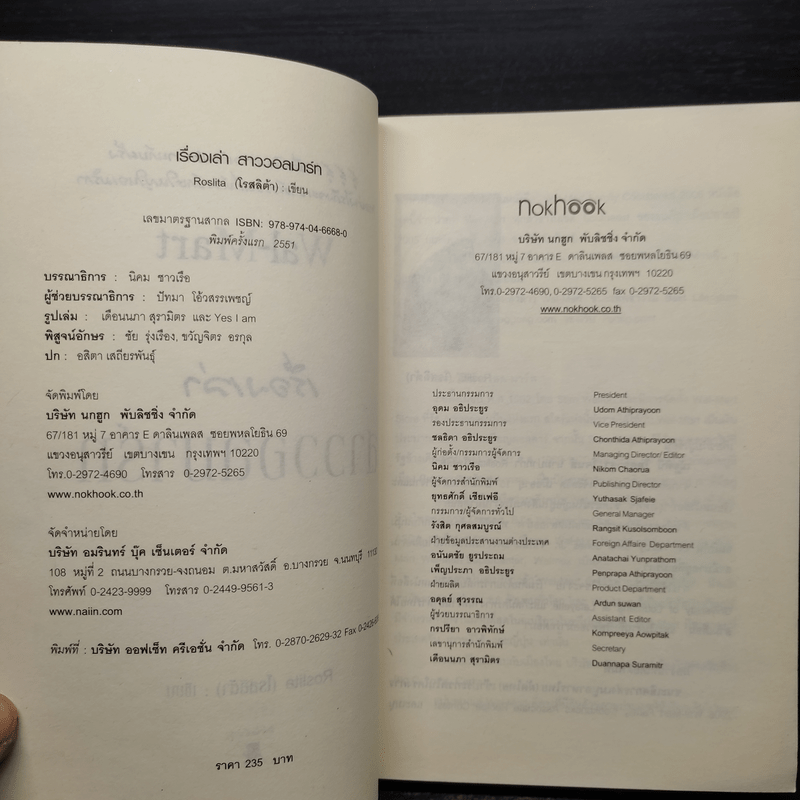 เรื่องเล่า สาววอลมาร์ท
Roslita (โรสลิต้า) : เขียน
เลขมาตรฐานสากล ISBN: 978-974-04-6668-0
พิมพ์ครั้งแรก 2551
บรรณาธิการ : นิคม ชาวเรือ
ผู้ช่วยบรรณาธิการ : ปัทมา โอ้วสรรเพชญ์
รูปเล่ม : เดือนนภา สุรามิตร และ Yes I am
พิสูจน์อักษร : ชัย รุ่งเรือง, ขวัญจิตร อรกุล
ปก : อสิตา เสถียรพันธุ์
จัดพิมพ์โดย
บริษัท นกฮูก พับลิชชิ่ง จำกัด
67/181 หมู่ 7 อาคาร E ดาลินเพลส ซอยพหลโยธิน 69
แขวงอนุสาวรีย์ เขตบางเขน กรุงเทพฯ 10220
โทร.0-2972-4690 โทรสาร 0-2972-5265
www.nokhook.co.th
จัดจำหน่ายโดย
บริษัท อมรินทร์ บุ๊ค เซ็นเตอร์ จำกัด
108 หมู่ที่ 2 ถนนบางกรวย-จงถนอม ต.มหาสวัสดิ์ อ.บางกรวย จ.นนทบุรี
โทรศัพท์ 0-2423-9999 โทรสาร 0-2449-9561-3
www.naiin.com
พิมพ์ที่ : บริษัท ออฟเซ็ท ครีเอชั่น จำกัด โทร. 0-2870-2629-32 Fax
ราคา 235 บาท
nokhook
บริษัท นกฮูก พับลิชชิ่ง จำกัด
67/181 หมู่ 7 อาคาร E ดาลินเพลส ซอยพหลโยธิน 69
แขวงอนุสาวรีย์ เขตบางเขน กรุงเทพฯ 10220
โทร.0-2972-4690, 0-2972-5265 fax 0-2972-5265
www.nokhook.co.th
ประธานกรรมการ President
อุดม อธิประยูร Udom Athiprayoon
รองประธานกรรมการ Vice President
ชลธิดา อธิประยูร Chonthida Athiprayoon
ผู้ก่อตั้ง/กรรมการผู้จัดการ Managing Director/ Editor
นิคม ชาวเรือ Nikom Chaorua
ผู้จัดการสำนักพิมพ์ Publishing Director
ยุทธศักดิ์ เซียเฟอี Yuthasak Sjafeie
กรรมการ/ผู้จัดการทั่วไป General Manager
รังสิต กุศลสมบูรณ์ Rangsit Kusolsomboon
ฝ่ายข้อมูลประสานงานต่างประเทศ Foreign Affaire Department
อนันตชัย ยูรประถม Anatachai Yunprathom
เพ็ญประภา อธิประยูร Penprapa Athiprayoon
ฝ่ายผลิต Product Department
อดุลย์ สุวรรณ Ardun suwan
ผู้ช่วยบรรณาธิการ Assistant Editor
กรปรียา อาวพิทักษ์ Kornpreeya Aowpitak
เลขานุการสำนักพิมพ์ Secretary
เดือนนภา สุรามิตร Duannapa Suramitr